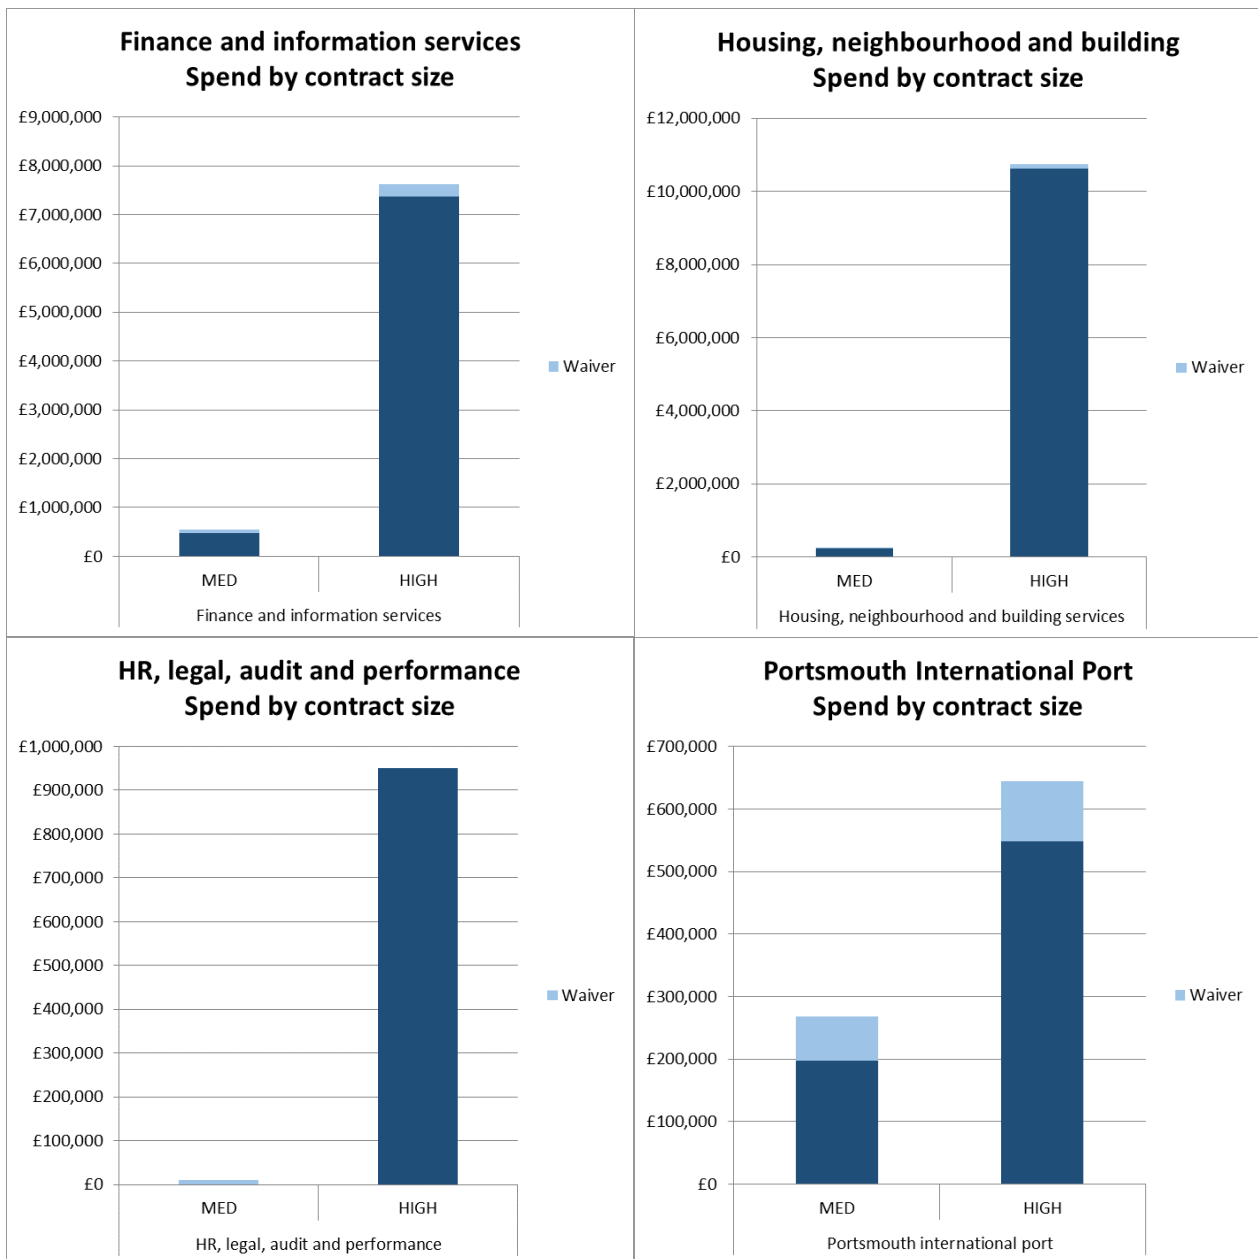 Finance and information services
Spend by contract size
£9,000,000
£8,000,000
£7,000,000
£6,000,000
£5,000,000
£4,000,000
£3,000,000
£2,000,000
£1,000,000
£0
Waiver
MED HIGH
Finance and information services
Housing, neighbourhood and building
Spend by contract size
£12,000,000
£10,000,000
£8,000,000
£6,000,000
£4,000,000
£2,000,000
£0
Waiver
MED HIGH
Housing, neighbourhood and building services
HR, legal, audit and performance
Spend by contract size
£1,000,000
£900,000
£800,000
£700,000
£600,000
£500,000
£400,000
£300,000
£200,000
£100,000
£0
Waiver
MED HIGH
HR, legal, audit and performance
Portsmouth International Port
Spend by contract size
£700,000
£600,000
£500,000
£400,000
£300,000
£200,000
£100,000
£0
Waiver
MED HIGH
Portsmouth international port